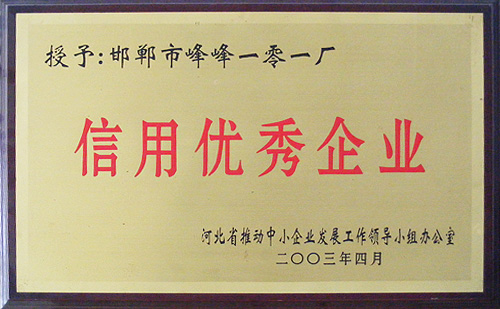 授予:邯郸市峰峰一零一厂
信用优秀企业
河北省推动中小企业发展工作领导小组办公室
二〇〇三年四月